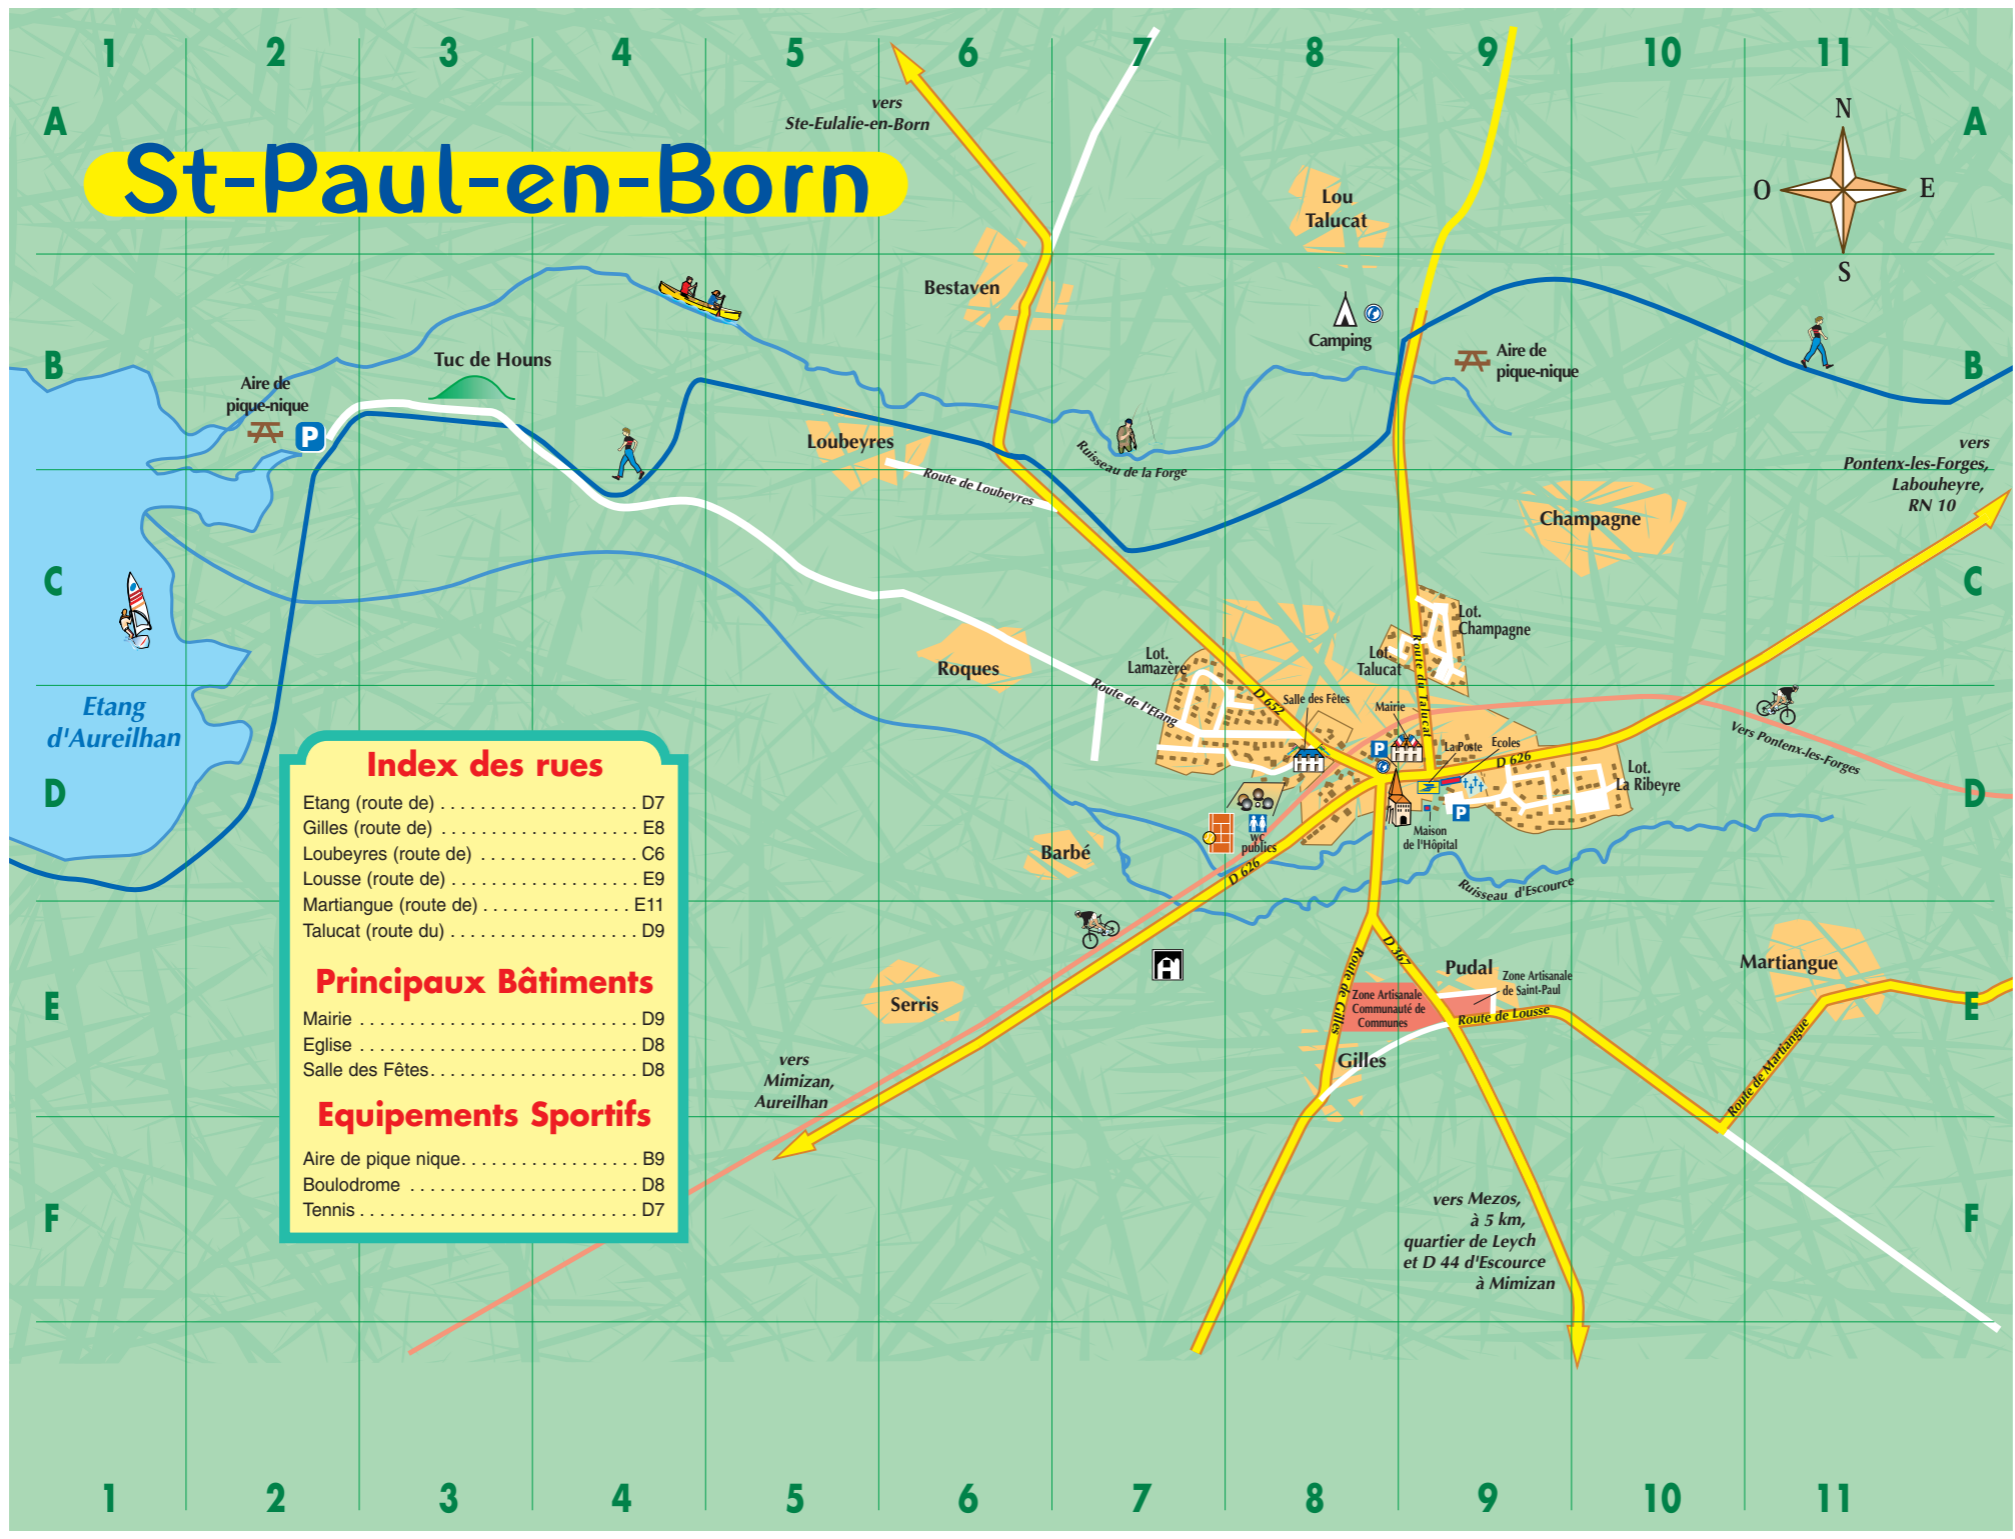 1 2 3 4 5 6 7 8 9 10 11
A A
vers
Ste-Eulalie-en-Born
N
O E
S
St-Paul-en-Born
Lou
Talucat
Bestaven
Camping
B B
Tuc de Houns
Aire de
pique-nique
Aire de
pique-nique
P
Loubeyres
Route de Loubeyres
Ruisseau de la Forge
vers
Pontenx-les-Forges,
Labouheyre,
RN 10
Champagne
C C
Lot.
Champagne
Lot.
Talucat
Route du Talucat
Lot.
Lamazère
Roques
Route de l'Etang
D 652
Salle des Fêtes
Mairie
P
La Poste
Ecoles
D 626
Vers Pontenx-les-Forges
Etang
d'Aureilhan
D D
Lot.
La Ribeyre
P
Maison
de l'Hôpital
WC
publics
D 626
Barbé
Ruisseau d'Escource
Index des rues
Etang (route de) . . . . . . . . . . . . . . . . . . . . D7
Gilles (route de) . . . . . . . . . . . . . . . . . . . . E8
Loubeyres (route de) . . . . . . . . . . . . . . . . C6
Lousse (route de) . . . . . . . . . . . . . . . . . . . E9
Martiangue (route de) . . . . . . . . . . . . . . . E11
Talucat (route du) . . . . . . . . . . . . . . . . . . . D9
Principaux Bâtiments
Mairie . . . . . . . . . . . . . . . . . . . . . . . . . . . . D9
Eglise . . . . . . . . . . . . . . . . . . . . . . . . . . . . D8
Salle des Fêtes. . . . . . . . . . . . . . . . . . . . . D8
Equipements Sportifs
Aire de pique nique. . . . . . . . . . . . . . . . . . B9
Boulodrome . . . . . . . . . . . . . . . . . . . . . . . D8
Tennis . . . . . . . . . . . . . . . . . . . . . . . . . . . . D7
E E
Serris
Route de Gilles
D 367
Pudal
Zone Artisanale
de Saint-Paul
Zone Artisanale
Communauté de
Communes
Route de Lousse
Gilles
Martiangue
Route de Martiangue
vers
Mimizan,
Aureilhan
F F
vers Mezos,
à 5 km,
quartier de Leych
et D 44 d'Escource
à Mimizan
1 2 3 4 5 6 7 8 9 10 11